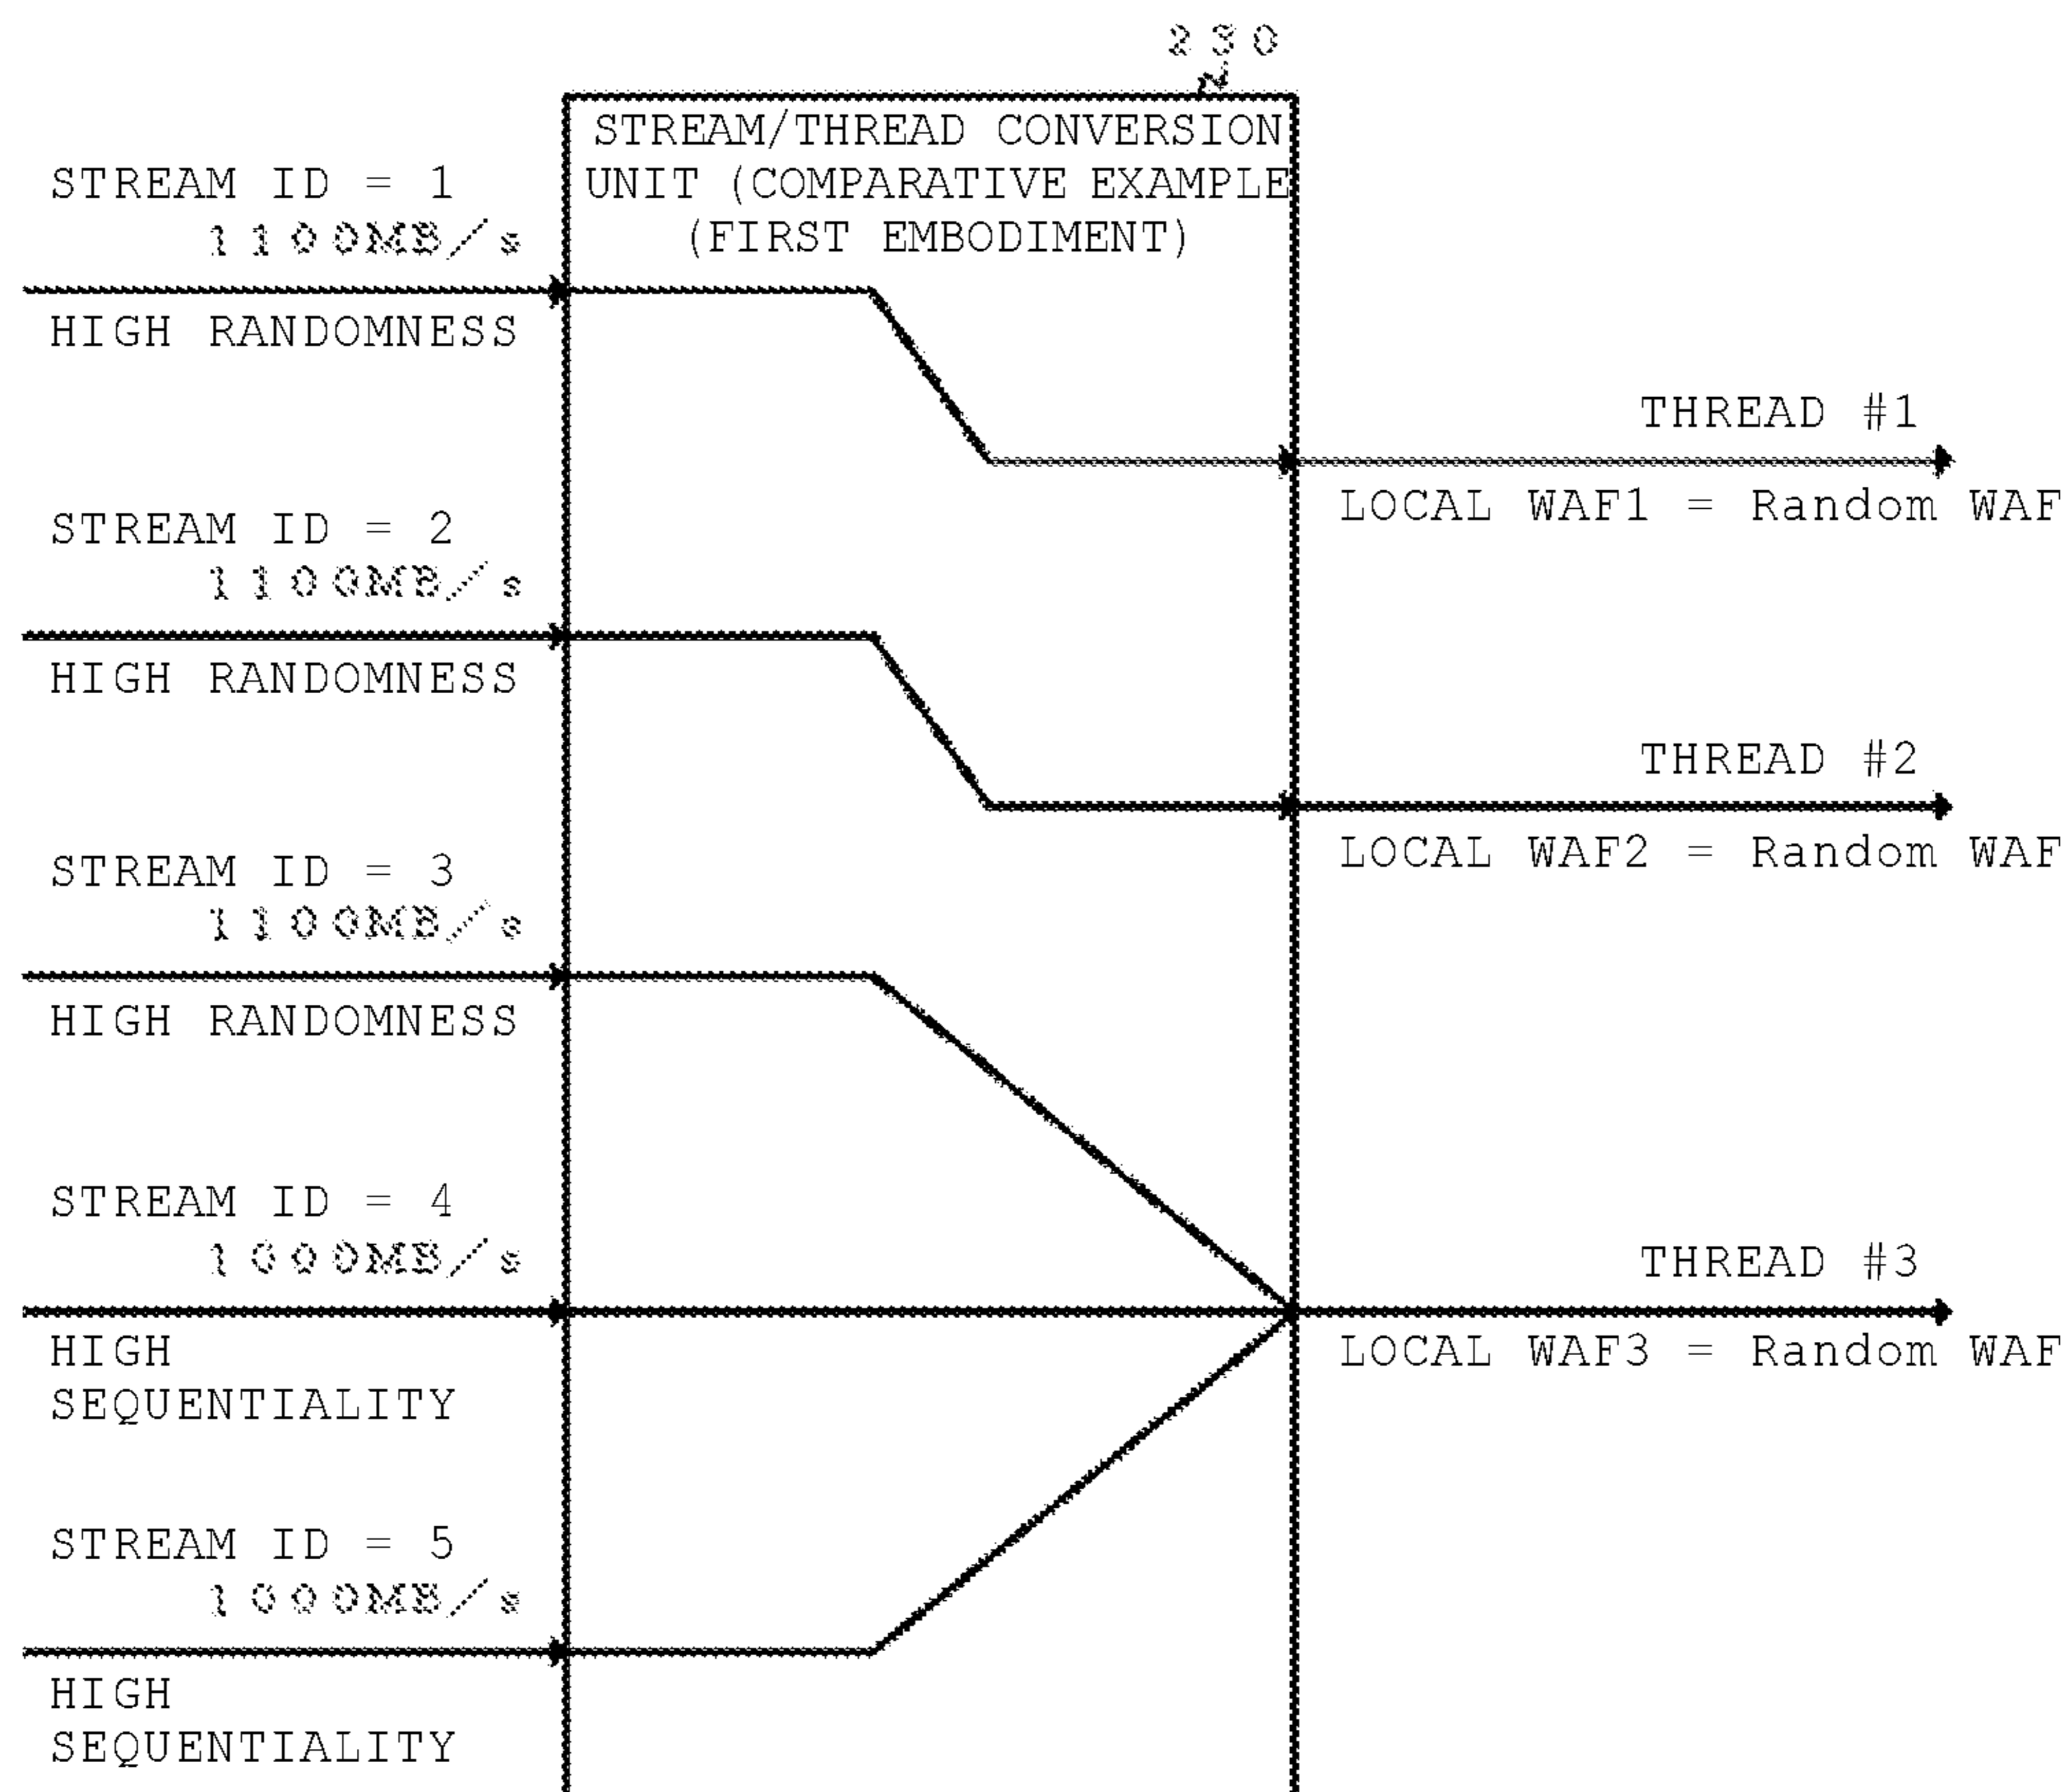 230
STREAM/THREAD CONVERSION
UNIT (COMPARATIVE EXAMPLE
(FIRST EMBODIMENT)
STREAM ID = 1
1100MB/s
HIGH RANDOMNESS
THREAD #1
LOCAL WAF1 = Random WAF
STREAM ID = 2
1100MB/s
HIGH RANDOMNESS
THREAD #2
LOCAL WAF2 = Random WAF
STREAM ID = 3
1100MB/s
HIGH RANDOMNESS
STREAM ID = 4
1000MB/s
HIGH
SEQUENTIALITY
THREAD #3
LOCAL WAF3 = Random WAF
STREAM ID = 5
1000MB/s
HIGH
SEQUENTIALITY